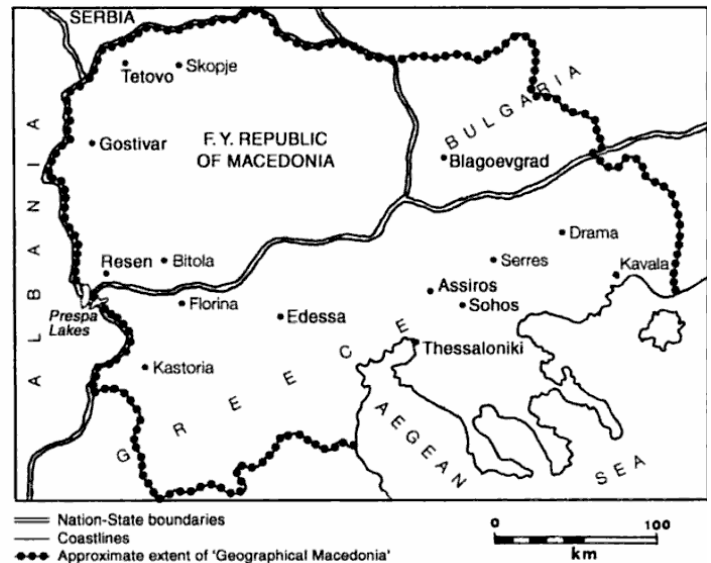 SERBIA
Tetovo
Skopje
BULGARIA
Gostivar
F. Y. REPUBLIC
OF MACEDONIA
Blagoevgrad
ALBANIA
Drama
Resen
Bitola
Serres
Kavala
Prespa
Lakes
Florina
Edessa
Assiros
Sohos
Kastoria
GREECE
Thessaloniki
AEGEAN
SEA
Nation-State boundaries
Coastlines
Approximate extent of 'Geographical Macedonia'
0 100
km